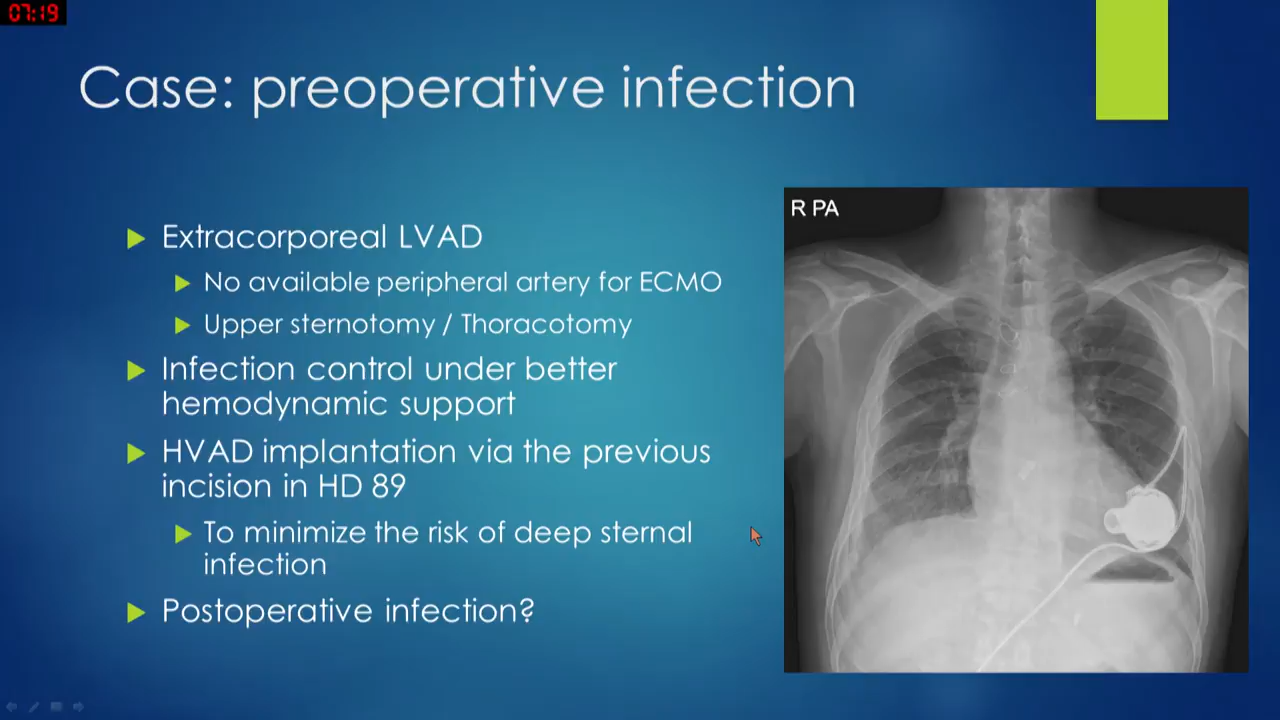 07:19
Case: preoperative infection
Extracorporeal LVAD
No available peripheral artery for ECMO
Upper sternotomy / Thoracotomy
Infection control under better
hemodynamic support
HVAD implantation via the previous
incision in HD 89
To minimize the risk of deep sternal
infection
Postoperative infection?
R PA